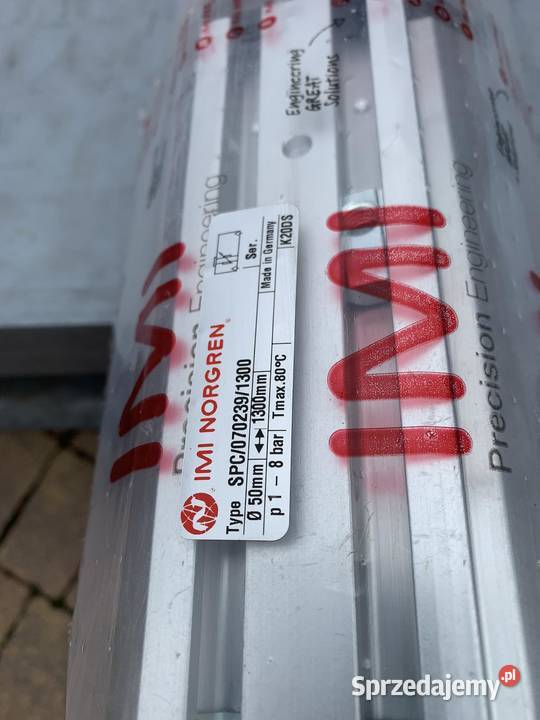 NORGREN
Engineering
GREAT
Solutions
IMI
Precision Engineering
IMI
Precision Engineering
IMI NORGREN
Type SPC/070239/1300
Ser.
Ø 50mm ↔ 1300mm
Made in Germany
p 1 – 8 bar
Tmax.80°C
K20DS
Sprzedajemy.pl